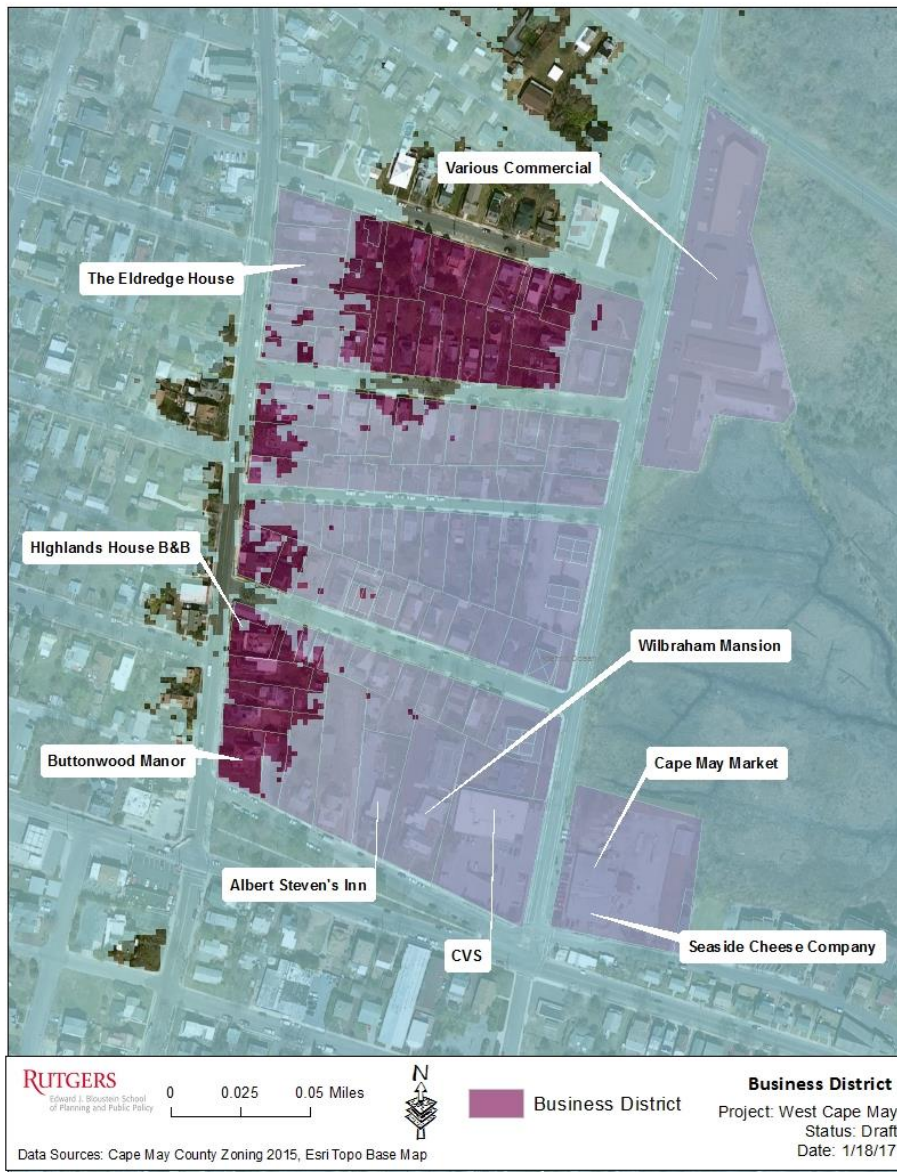 Various Commercial
The Eldredge House
HIghlands House B&B
Wilbraham Mansion
Buttonwood Manor
Cape May Market
Albert Steven's Inn
CVS
Seaside Cheese Company
RUTGERS
Edward J. Bloustein School
of Planning and Public Policy
0 0.025 0.05 Miles
N
Business District
Business District
Project: West Cape May
Status: Draft
Date: 1/18/17
Data Sources: Cape May County Zoning 2015, Esri Topo Base Map